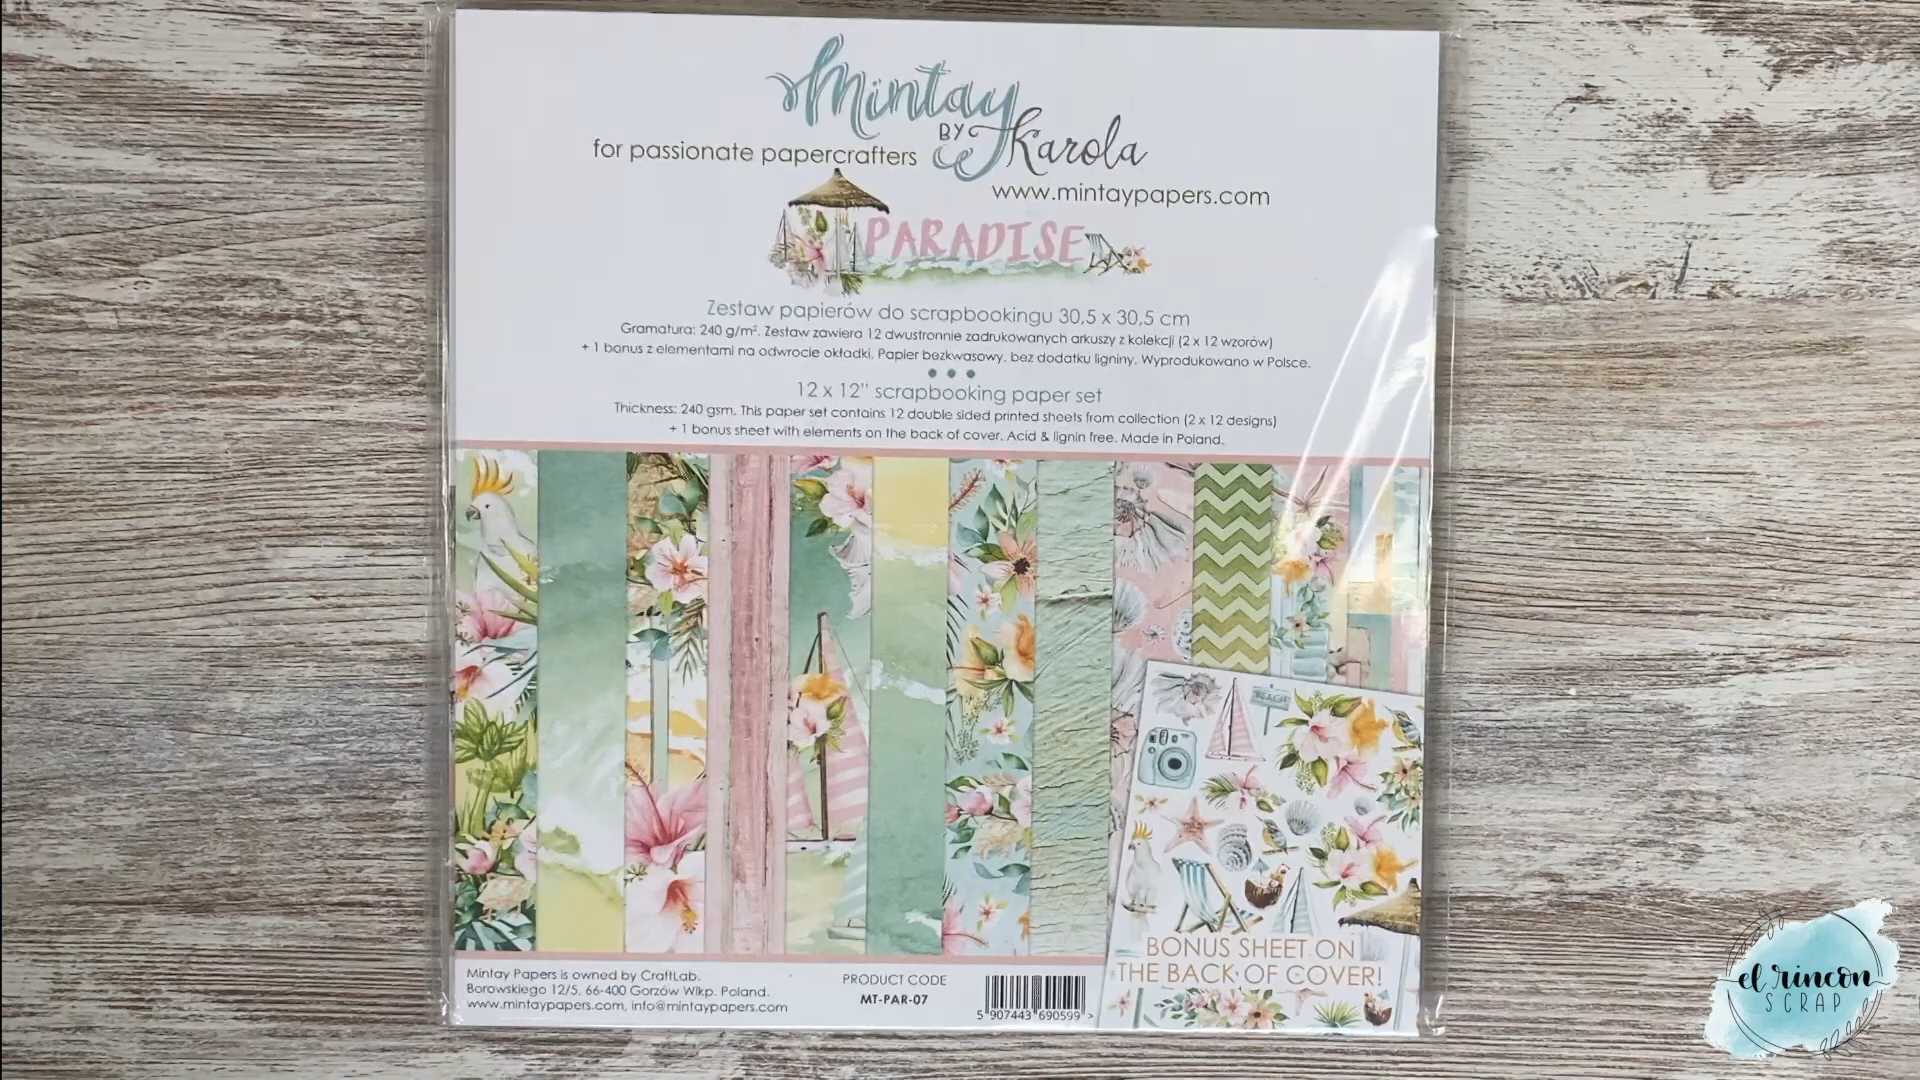 Mintay
BY Karola
for passionate papercrafters
www.mintaypapers.com
PARADISE
Zestaw papierów do scrapbookingu 30,5 x 30,5 cm
Gramatura: 240 g/m². Zestaw zawiera 12 dwustronnie zadrukowanych arkuszy z kolekcji (2 x 12 wzorów)
+ 1 bonus z elementami na odwrocie okładki. Papier bezkwasowy, bez dodatku ligniny. Wyprodukowano w Polsce.
12 x 12" scrapbooking paper set
Thickness: 240 gsm. This paper set contains 12 double sided printed sheets from collection (2 x 12 designs)
+ 1 bonus sheet with elements on the back of cover. Acid & lignin free. Made in Poland.
BEACH
BONUS SHEET ON
THE BACK OF COVER!
Mintay Papers is owned by CraftLab.
Borowskiego 12/5, 66-400 Gorzów Wlkp. Poland.
www.mintaypapers.com, info@mintaypapers.com
PRODUCT CODE
MT-PAR-07
5 907443 690599 >
el rincon
SCRAP